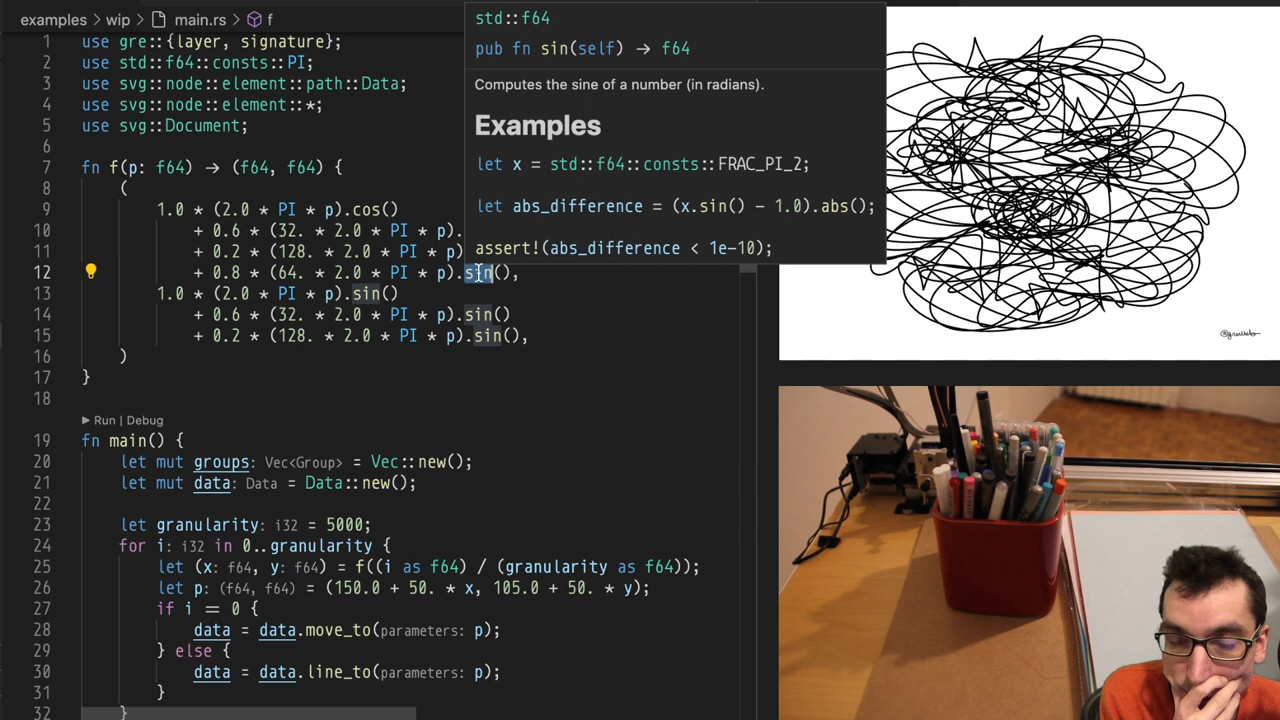 examples › wip › main.rs › f
1 use gre::{layer, signature};
2 use std::f64::consts::PI;
3 use svg::node::element::path::Data;
4 use svg::node::element::*;
5 use svg::Document;
6
7 fn f(p: f64) → (f64, f64) {
8 (
9 1.0 * (2.0 * PI * p).cos()
10 + 0.6 * (32. * 2.0 * PI * p).
11 + 0.2 * (128. * 2.0 * PI * p)
12 + 0.8 * (64. * 2.0 * PI * p).sin(),
13 1.0 * (2.0 * PI * p).sin()
14 + 0.6 * (32. * 2.0 * PI * p).sin()
15 + 0.2 * (128. * 2.0 * PI * p).sin(),
16 )
17 }
18
▶ Run | Debug
19 fn main() {
20 let mut groups: Vec<Group> = Vec::new();
21 let mut data: Data = Data::new();
22
23 let granularity: i32 = 5000;
24 for i: i32 in 0..granularity {
25 let (x: f64, y: f64) = f((i as f64) / (granularity as f64));
26 let p: (f64, f64) = (150.0 + 50. * x, 105.0 + 50. * y);
27 if i == 0 {
28 data = data.move_to(parameters: p);
29 } else {
30 data = data.line_to(parameters: p);
31 }
32 }
std::f64
pub fn sin(self) → f64
Computes the sine of a number (in radians).
Examples
let x = std::f64::consts::FRAC_PI_2;
let abs_difference = (x.sin() - 1.0).abs();
assert!(abs_difference < 1e-10);